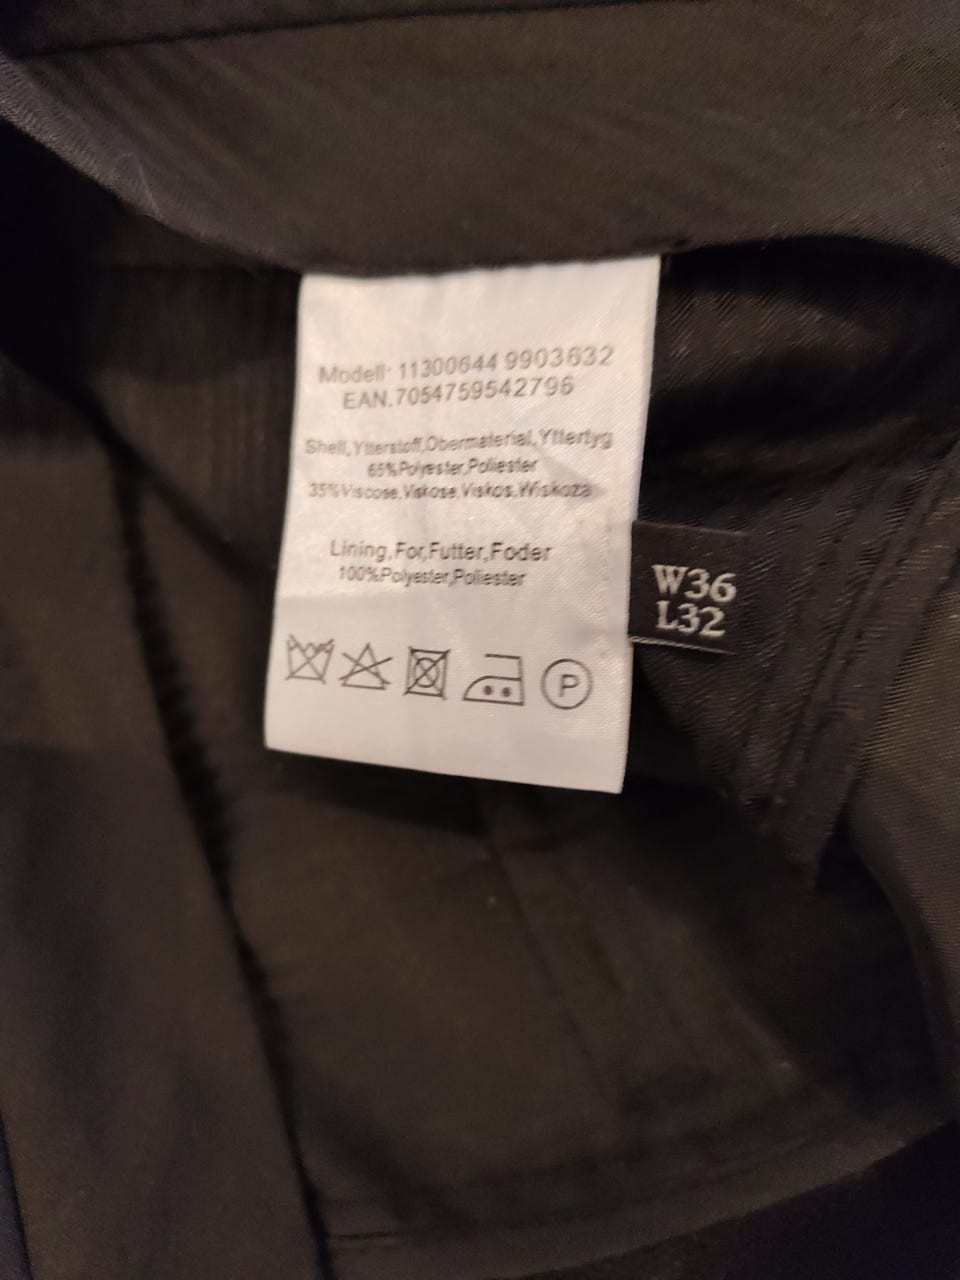 Modell: 11300644 9903632
EAN.7054759542796
Shell,Ytterstoff,Obermaterial,Yttertyg
65%Polyester,Poliester
35%Viscose,Viskose,Viskos,Wiskoza
Lining,For,Futter,Foder
100%Polyester,Poliester
P
W36
L32